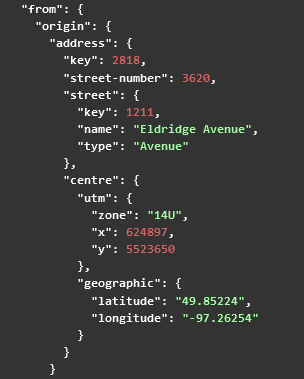 "from": {
"origin": {
"address": {
"key": 2818,
"street-number": 3620,
"street": {
"key": 1211,
"name": "Eldridge Avenue",
"type": "Avenue"
},
"centre": {
"utm": {
"zone": "14U",
"x": 624897,
"y": 5523650
},
"geographic": {
"latitude": "49.85224",
"longitude": "-97.26254"
}
}
}